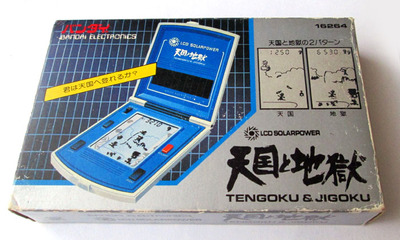 バンダイ
BANDAI ELECTRONICS
16264
天国と地獄の2パターン
1250
6530
天国
地獄
君は天国へ登れるか?
LCD SOLARPOWER
天国と地獄
LCD SOLARPOWER
天国と地獄
TENGOKU & JIGOKU